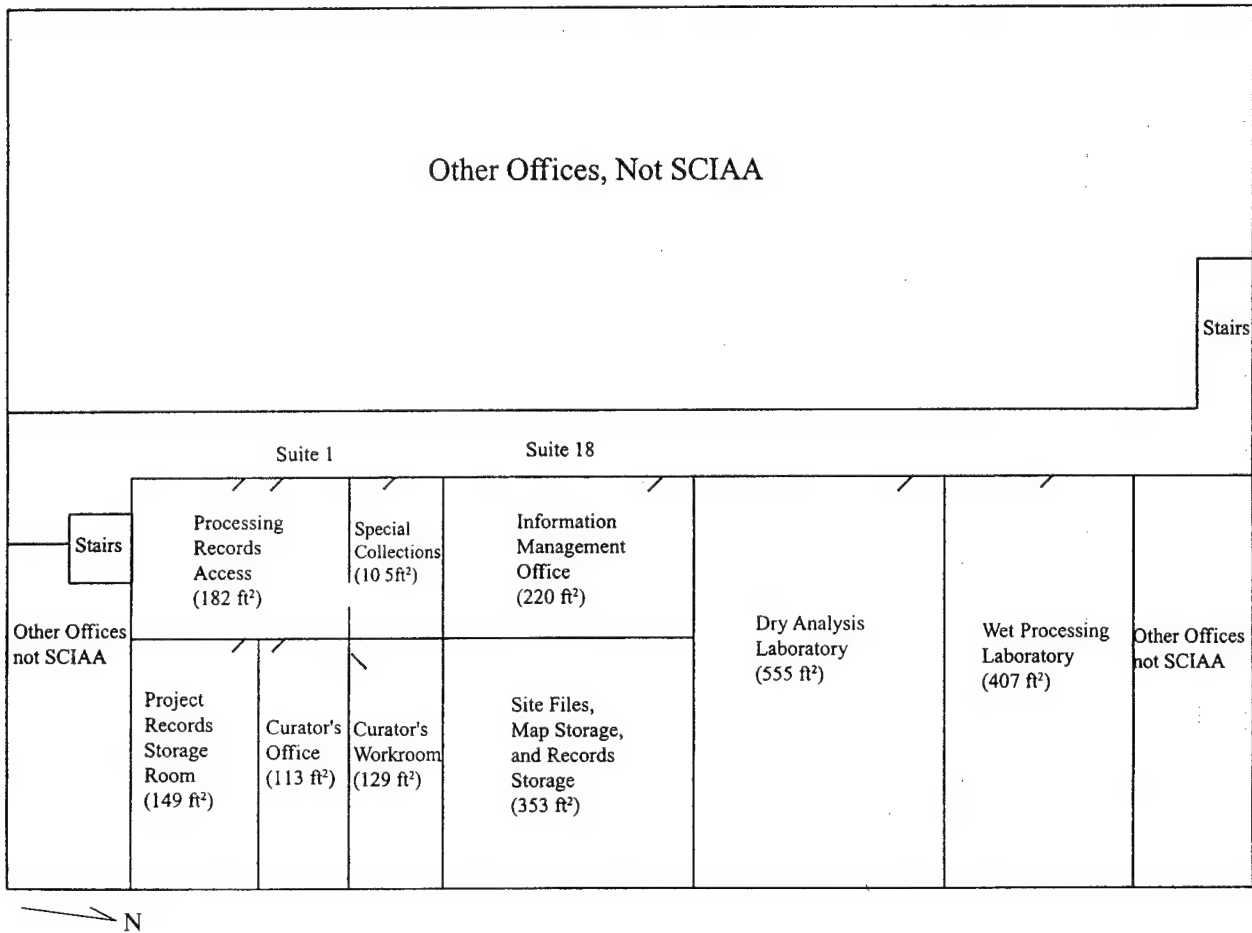 Other Offices, Not SCIAA
Stairs
Suite 1
Suite 18
Stairs
Processing
Records
Access
(182 ft²)
Special
Collections
(10 5ft²)
Information
Management
Office
(220 ft²)
Other Offices
not SCIAA
Project
Records
Storage
Room
(149 ft²)
Curator's
Office
(113 ft²)
Curator's
Workroom
(129 ft²)
Site Files,
Map Storage,
and Records
Storage
(353 ft²)
Dry Analysis
Laboratory
(555 ft²)
Wet Processing
Laboratory
(407 ft²)
Other Offices
not SCIAA
N